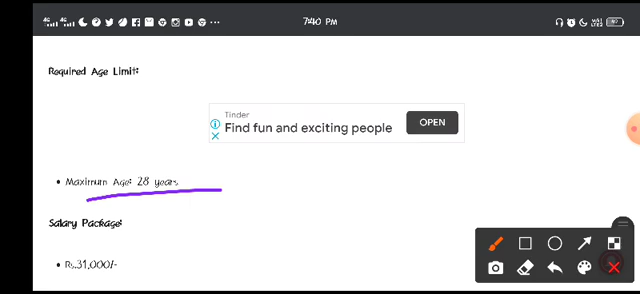 7:40 PM
Required Age Limit:
Tinder
Find fun and exciting people
OPEN
• Maximum Age: 28 years
Salary Package:
• Rs.31,000/-